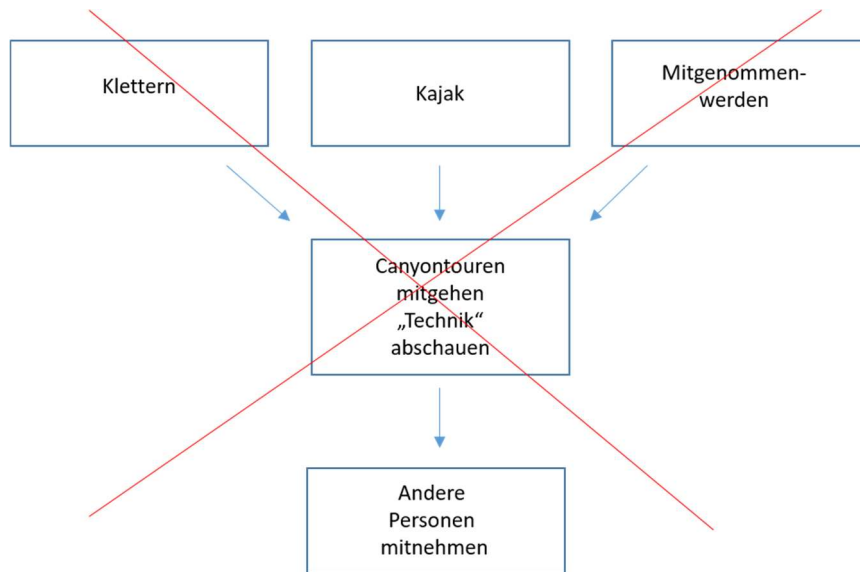 Klettern
Kajak
Mitgenommen-
werden
Canyontouren
mitgehen
„Technik“
abschauen
Andere
Personen
mitnehmen